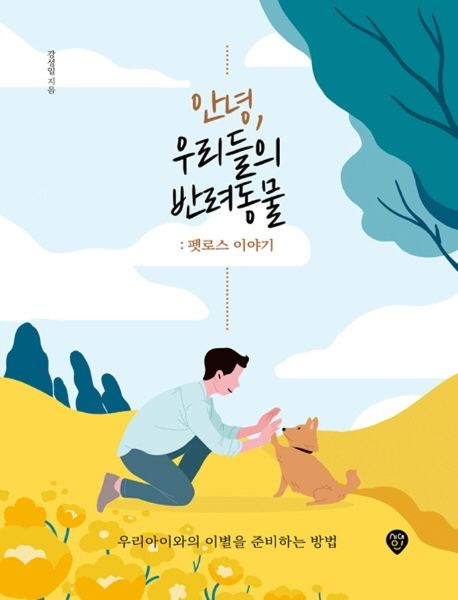 강성일 지음
안녕,
우리들의
반려동물
: 펫로스 이야기
우리아이와의 이별을 준비하는 방법